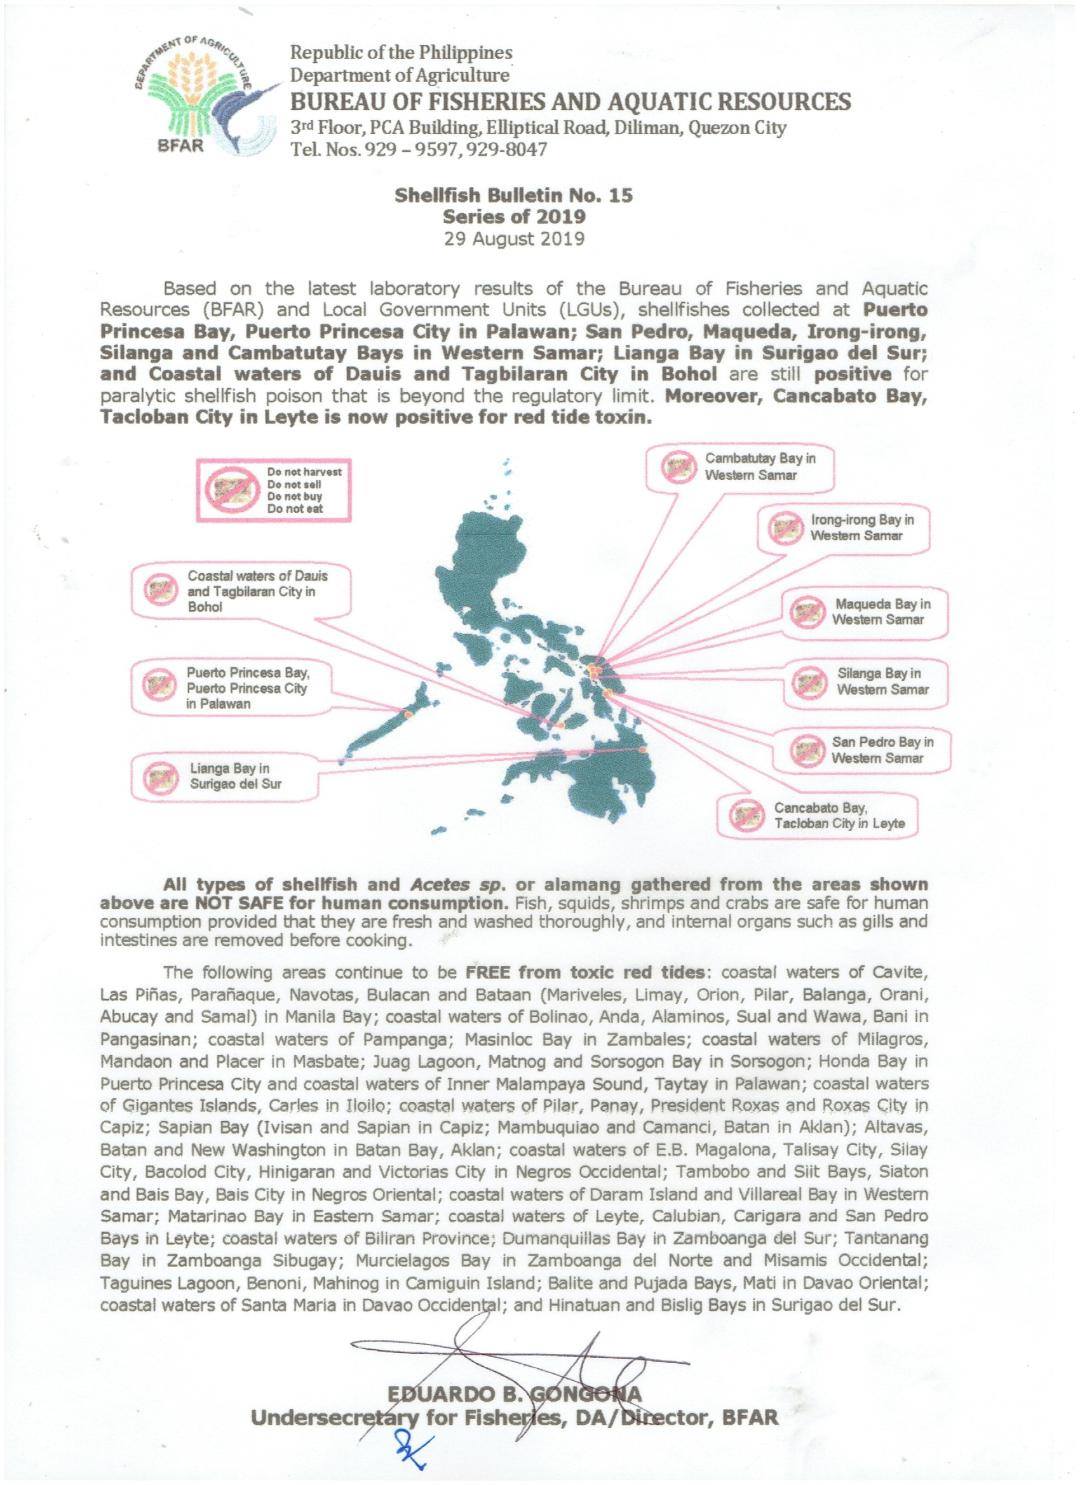 DEPARTMENT OF AGRICULTURE
BFAR
Republic of the Philippines
Department of Agriculture
BUREAU OF FISHERIES AND AQUATIC RESOURCES
3rd Floor, PCA Building, Elliptical Road, Diliman, Quezon City
Tel. Nos. 929 – 9597, 929-8047
Shellfish Bulletin No. 15
Series of 2019
29 August 2019
Based on the latest laboratory results of the Bureau of Fisheries and Aquatic
Resources (BFAR) and Local Government Units (LGUs), shellfishes collected at Puerto
Princesa Bay, Puerto Princesa City in Palawan; San Pedro, Maqueda, Irong-irong,
Silanga and Cambatutay Bays in Western Samar; Lianga Bay in Surigao del Sur;
and Coastal waters of Dauis and Tagbilaran City in Bohol are still positive for
paralytic shellfish poison that is beyond the regulatory limit. Moreover, Cancabato Bay,
Tacloban City in Leyte is now positive for red tide toxin.
Do not harvest
Do not sell
Do not buy
Do not eat
Cambatutay Bay in
Western Samar
Irong-irong Bay in
Western Samar
Coastal waters of Dauis
and Tagbilaran City in
Bohol
Maqueda Bay in
Western Samar
Puerto Princesa Bay,
Puerto Princesa City
in Palawan
Silanga Bay in
Western Samar
San Pedro Bay in
Western Samar
Lianga Bay in
Surigao del Sur
Cancabato Bay,
Tacloban City in Leyte
All types of shellfish and Acetes sp. or alamang gathered from the areas shown
above are NOT SAFE for human consumption. Fish, squids, shrimps and crabs are safe for human
consumption provided that they are fresh and washed thoroughly, and internal organs such as gills and
intestines are removed before cooking.
The following areas continue to be FREE from toxic red tides: coastal waters of Cavite,
Las Piñas, Parañaque, Navotas, Bulacan and Bataan (Mariveles, Limay, Orion, Pilar, Balanga, Orani,
Abucay and Samal) in Manila Bay; coastal waters of Bolinao, Anda, Alaminos, Sual and Wawa, Bani in
Pangasinan; coastal waters of Pampanga; Masinloc Bay in Zambales; coastal waters of Milagros,
Mandaon and Placer in Masbate; Juag Lagoon, Matnog and Sorsogon Bay in Sorsogon; Honda Bay in
Puerto Princesa City and coastal waters of Inner Malampaya Sound, Taytay in Palawan; coastal waters
of Gigantes Islands, Carles in Iloilo; coastal waters of Pilar, Panay, President Roxas and Roxas City in
Capiz; Sapian Bay (Ivisan and Sapian in Capiz; Mambuquiao and Camanci, Batan in Aklan); Altavas,
Batan and New Washington in Batan Bay, Aklan; coastal waters of E.B. Magalona, Talisay City, Silay
City, Bacolod City, Hinigaran and Victorias City in Negros Occidental; Tambobo and Siit Bays, Siaton
and Bais Bay, Bais City in Negros Oriental; coastal waters of Daram Island and Villareal Bay in Western
Samar; Matarinao Bay in Eastern Samar; coastal waters of Leyte, Calubian, Carigara and San Pedro
Bays in Leyte; coastal waters of Biliran Province; Dumanquillas Bay in Zamboanga del Sur; Tantanang
Bay in Zamboanga Sibugay; Murcielagos Bay in Zamboanga del Norte and Misamis Occidental;
Taguines Lagoon, Benoni, Mahinog in Camiguin Island; Balite and Pujada Bays, Mati in Davao Oriental;
coastal waters of Santa Maria in Davao Occidental; and Hinatuan and Bislig Bays in Surigao del Sur.
EDUARDO B. GONGONA
Undersecretary for Fisheries, DA/Director, BFAR